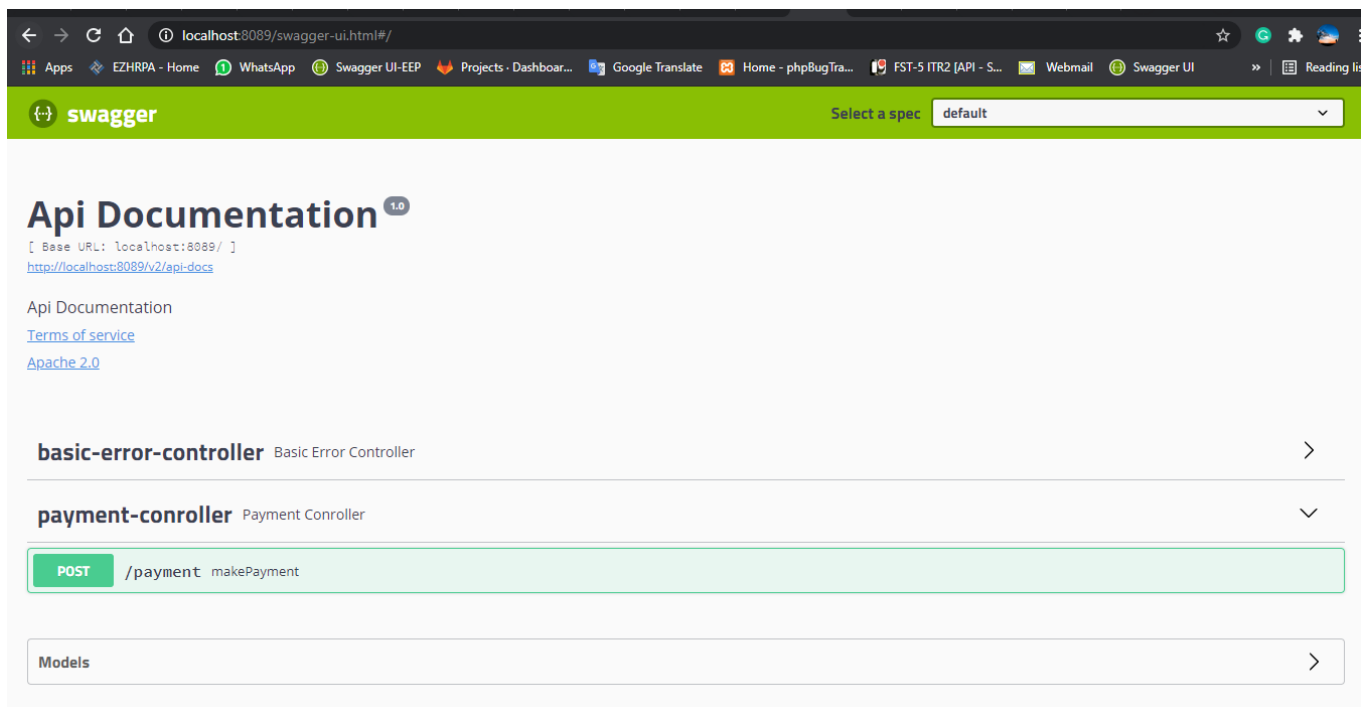 localhost:8089/swagger-ui.html#/
Apps EZHRPA - Home WhatsApp Swagger UI-EEP Projects · Dashboar... Google Translate Home - phpBugTra... FST-5 ITR2 [API - S... Webmail Swagger UI » Reading lis
swagger Select a spec default
Api Documentation 1.0
[ Base URL: localhost:8089/ ]
http://localhost:8089/v2/api-docs
Api Documentation
Terms of service
Apache 2.0
basic-error-controller Basic Error Controller
payment-conroller Payment Conroller
POST /payment makePayment
Models